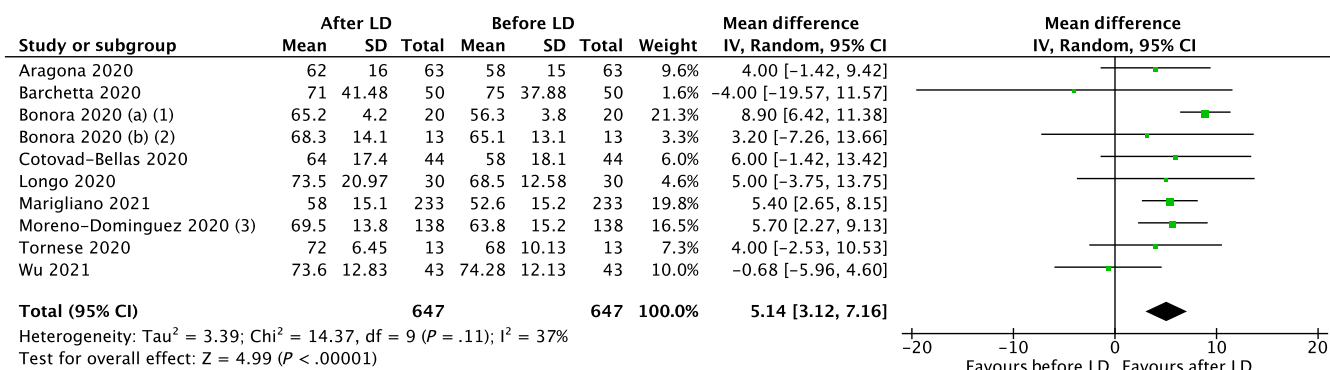 After LD Before LD Mean difference Mean difference
Study or subgroup Mean SD Total Mean SD Total Weight IV, Random, 95% CI IV, Random, 95% CI
Aragona 2020 62 16 63 58 15 63 9.6% 4.00 [−1.42, 9.42]
Barchetta 2020 71 41.48 50 75 37.88 50 1.6% −4.00 [−19.57, 11.57]
Bonora 2020 (a) (1) 65.2 4.2 20 56.3 3.8 20 21.3% 8.90 [6.42, 11.38]
Bonora 2020 (b) (2) 68.3 14.1 13 65.1 13.1 13 3.3% 3.20 [−7.26, 13.66]
Cotovad–Bellas 2020 64 17.4 44 58 18.1 44 6.0% 6.00 [−1.42, 13.42]
Longo 2020 73.5 20.97 30 68.5 12.58 30 4.6% 5.00 [−3.75, 13.75]
Marigliano 2021 58 15.1 233 52.6 15.2 233 19.8% 5.40 [2.65, 8.15]
Moreno–Dominguez 2020 (3) 69.5 13.8 138 63.8 15.2 138 16.5% 5.70 [2.27, 9.13]
Tornese 2020 72 6.45 13 68 10.13 13 7.3% 4.00 [−2.53, 10.53]
Wu 2021 73.6 12.83 43 74.28 12.13 43 10.0% −0.68 [−5.96, 4.60]
Total (95% CI) 647 647 100.0% 5.14 [3.12, 7.16]
Heterogeneity: Tau² = 3.39; Chi² = 14.37, df = 9 (P = .11); I² = 37%
Test for overall effect: Z = 4.99 (P < .00001)
−20 −10 0 10 20
Favours before LD Favours after LD